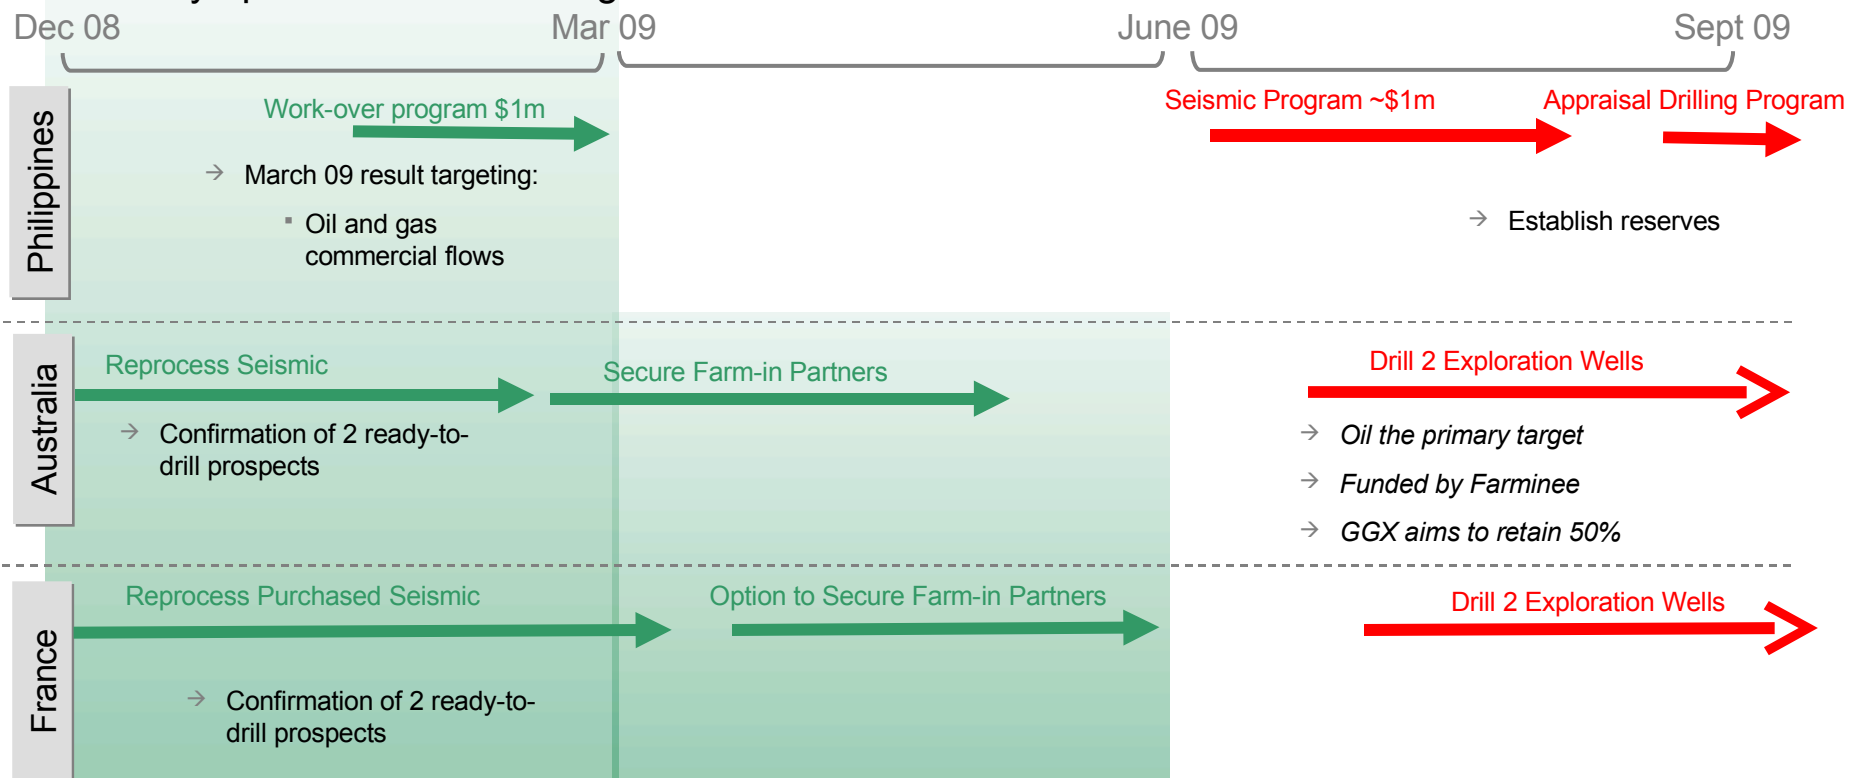 Dec 08
Mar 09
June 09
Sept 09
Philippines
Work-over program $1m
Seismic Program ~$1m
Appraisal Drilling Program
→ March 09 result targeting:
▪ Oil and gas
commercial flows
→ Establish reserves
Australia
Reprocess Seismic
Secure Farm-in Partners
Drill 2 Exploration Wells
→ Confirmation of 2 ready-to-
drill prospects
→ Oil the primary target
→ Funded by Farminee
→ GGX aims to retain 50%
France
Reprocess Purchased Seismic
Option to Secure Farm-in Partners
Drill 2 Exploration Wells
→ Confirmation of 2 ready-to-
drill prospects